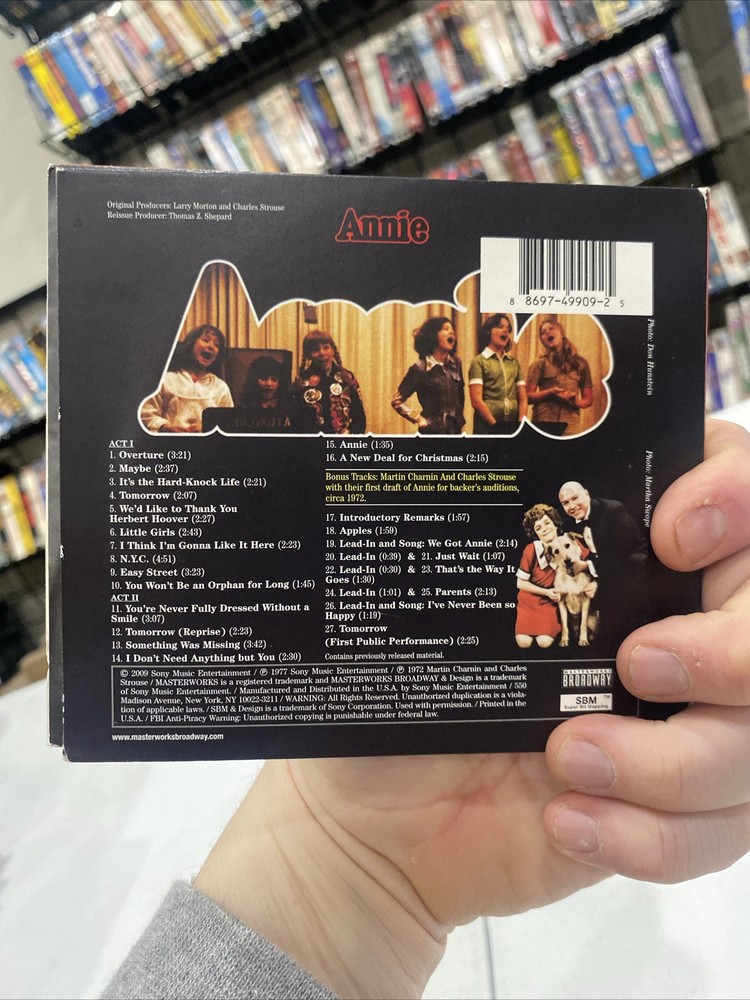 Original Producers: Larry Morton and Charles Strouse
Reissue Producer: Thomas Z. Shepard
Annie
8 8697-49909-2 5
Photo: Don Hunstein
Photo: Martha Swope
ACT I
1. Overture (3:21)
2. Maybe (2:37)
3. It's the Hard-Knock Life (2:21)
4. Tomorrow (2:07)
5. We'd Like to Thank You
Herbert Hoover (2:27)
6. Little Girls (2:43)
7. I Think I'm Gonna Like It Here (2:23)
8. N.Y.C. (4:51)
9. Easy Street (3:23)
10. You Won't Be an Orphan for Long (1:45)
ACT II
11. You're Never Fully Dressed Without a
Smile (3:07)
12. Tomorrow (Reprise) (2:23)
13. Something Was Missing (3:42)
14. I Don't Need Anything but You (2:30)
15. Annie (1:35)
16. A New Deal for Christmas (2:15)
Bonus Tracks: Martin Charnin And Charles Strouse
with their first draft of Annie for backer's auditions,
circa 1972.
17. Introductory Remarks (1:57)
18. Apples (1:59)
19. Lead-In and Song: We Got Annie (2:14)
20. Lead-In (0:39) & 21. Just Wait (1:07)
22. Lead-In (0:30) & 23. That's the Way It
Goes (1:30)
24. Lead-In (1:01) & 25. Parents (2:13)
26. Lead-In and Song: I've Never Been so
Happy (1:19)
27. Tomorrow
(First Public Performance) (2:25)
Contains previously released material.
© 2009 Sony Music Entertainment / ℗ 1977 Sony Music Entertainment / ℗ 1972 Martin Charnin and Charles
Strouse / MASTERWORKS is a registered trademark and MASTERWORKS BROADWAY & Design is a trademark
of Sony Music Entertainment. / Manufactured and Distributed in the U.S.A. by Sony Music Entertainment / 550
Madison Avenue, New York, NY 10022-3211 / WARNING: All Rights Reserved. Unauthorized duplication is a viola-
tion of applicable laws. / SBM & Design is a trademark of Sony Corporation. Used with permission. / Printed in the
U.S.A. / FBI Anti-Piracy Warning: Unauthorized copying is punishable under federal law.
MASTERWORKS
BROADWAY
SBM™
Super Bit Mapping
www.masterworksbroadway.com